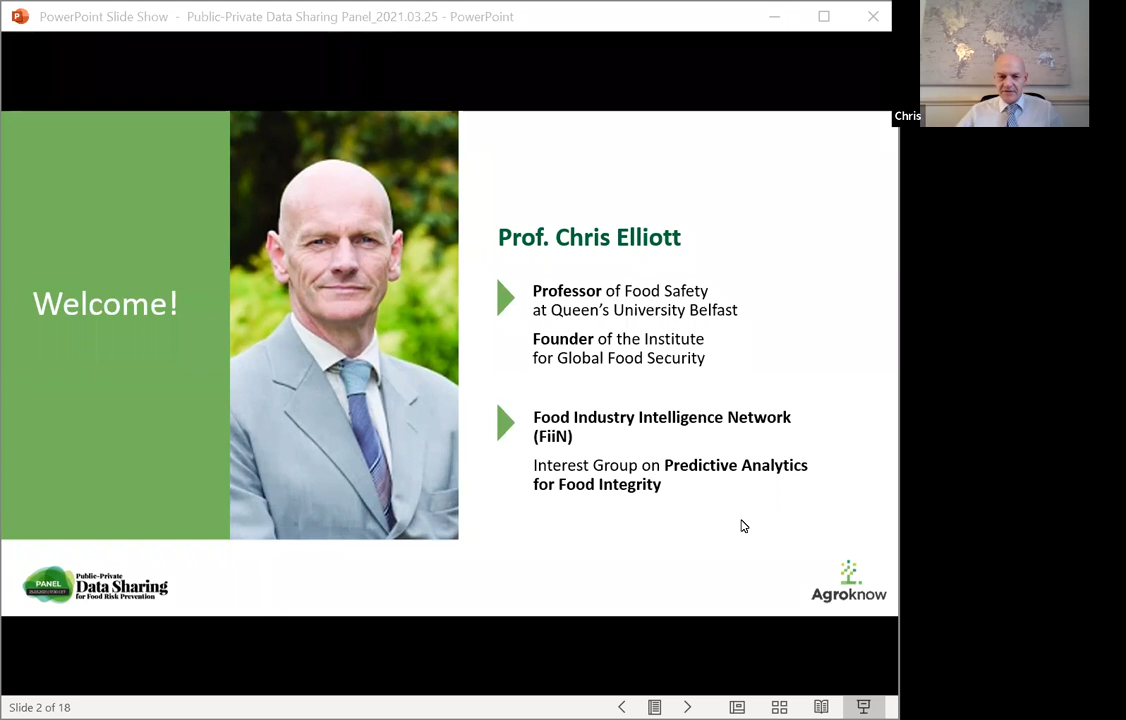 PowerPoint Slide Show - Public-Private Data Sharing Panel_2021.03.25 - PowerPoint
Chris
Welcome!
Prof. Chris Elliott
Professor of Food Safety
at Queen's University Belfast
Founder of the Institute
for Global Food Security
Food Industry Intelligence Network
(FiiN)
Interest Group on Predictive Analytics
for Food Integrity
PANEL
Public-Private
Data Sharing
for Food Risk Prevention
Agroknow
Slide 2 of 18